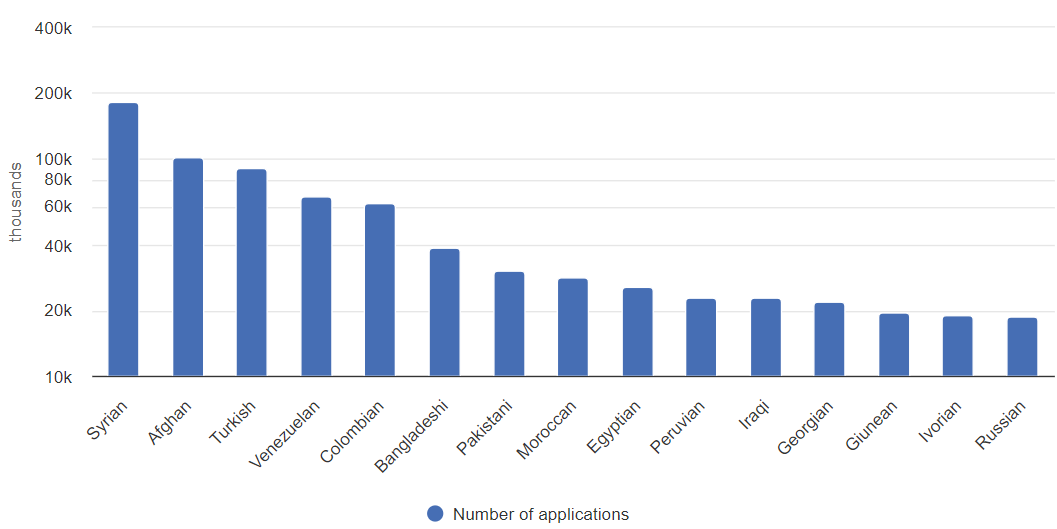 400k
200k
100k
80k
60k
40k
20k
10k
thousands
Syrian
Afghan
Turkish
Venezuelan
Colombian
Bangladeshi
Pakistani
Moroccan
Egyptian
Peruvian
Iraqi
Georgian
Giunean
Ivorian
Russian
Number of applications